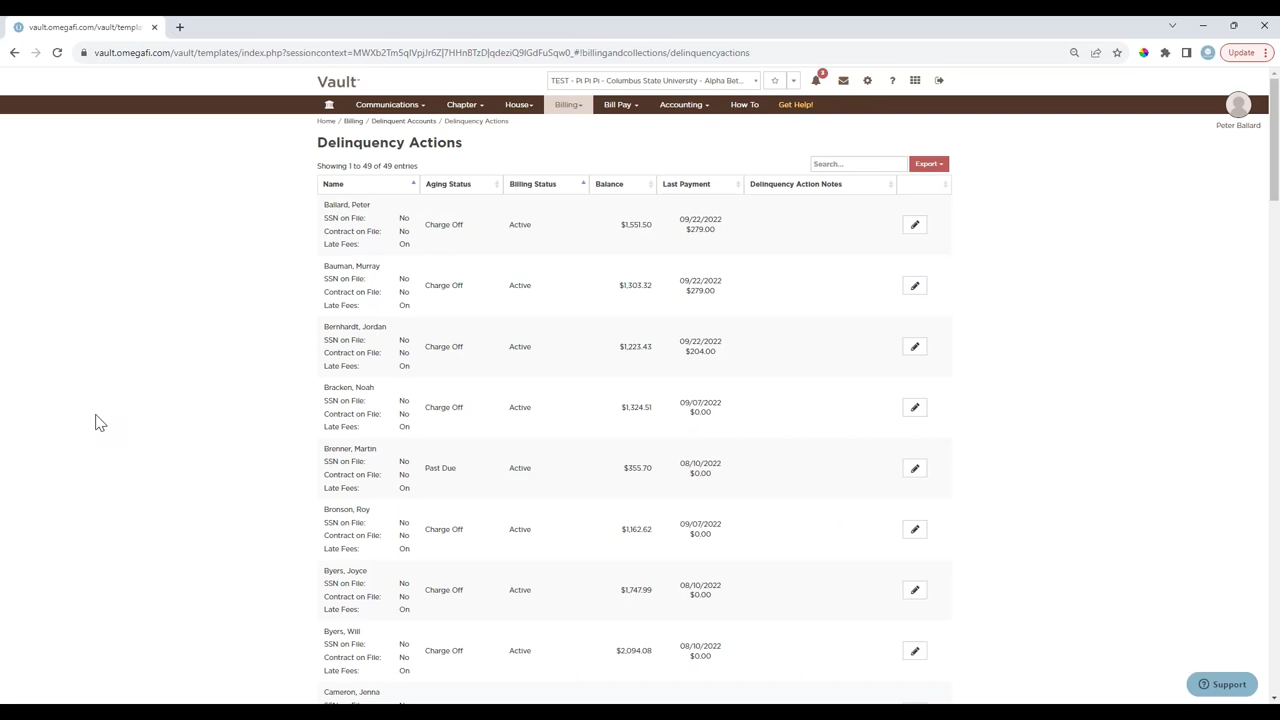 vault.omegafi.com/vault/templa
vault.omegafi.com/vault/templates/index.php?sessioncontext=MWXb2Tm5qIVpjJr6Z|7HHnBTzD|qdeziQ9lGdFuSqw0_#!billingandcollections/delinquencyactions
Update
Vault
TEST - Pi Pi Pi - Columbus State University - Alpha Bet...
3
Communications
Chapter
House
Billing
Bill Pay
Accounting
How To
Get Help!
Peter Ballard
Home / Billing / Delinquent Accounts / Delinquency Actions
Delinquency Actions
Showing 1 to 49 of 49 entries
Search...
Export
Name Aging Status Billing Status Balance Last Payment Delinquency Action Notes
Ballard, Peter
SSN on File: No
Contract on File: No
Late Fees: On
Charge Off Active $1,551.50 09/22/2022
$279.00
Bauman, Murray
SSN on File: No
Contract on File: No
Late Fees: On
Charge Off Active $1,303.32 09/22/2022
$279.00
Bernhardt, Jordan
SSN on File: No
Contract on File: No
Late Fees: On
Charge Off Active $1,223.43 09/22/2022
$204.00
Bracken, Noah
SSN on File: No
Contract on File: No
Late Fees: On
Charge Off Active $1,324.51 09/07/2022
$0.00
Brenner, Martin
SSN on File: No
Contract on File: No
Late Fees: On
Past Due Active $355.70 08/10/2022
$0.00
Bronson, Roy
SSN on File: No
Contract on File: No
Late Fees: On
Charge Off Active $1,162.62 09/07/2022
$0.00
Byers, Joyce
SSN on File: No
Contract on File: No
Late Fees: On
Charge Off Active $1,747.99 08/10/2022
$0.00
Byers, Will
SSN on File: No
Contract on File: No
Late Fees: On
Charge Off Active $2,094.08 08/10/2022
$0.00
Cameron, Jenna
Support